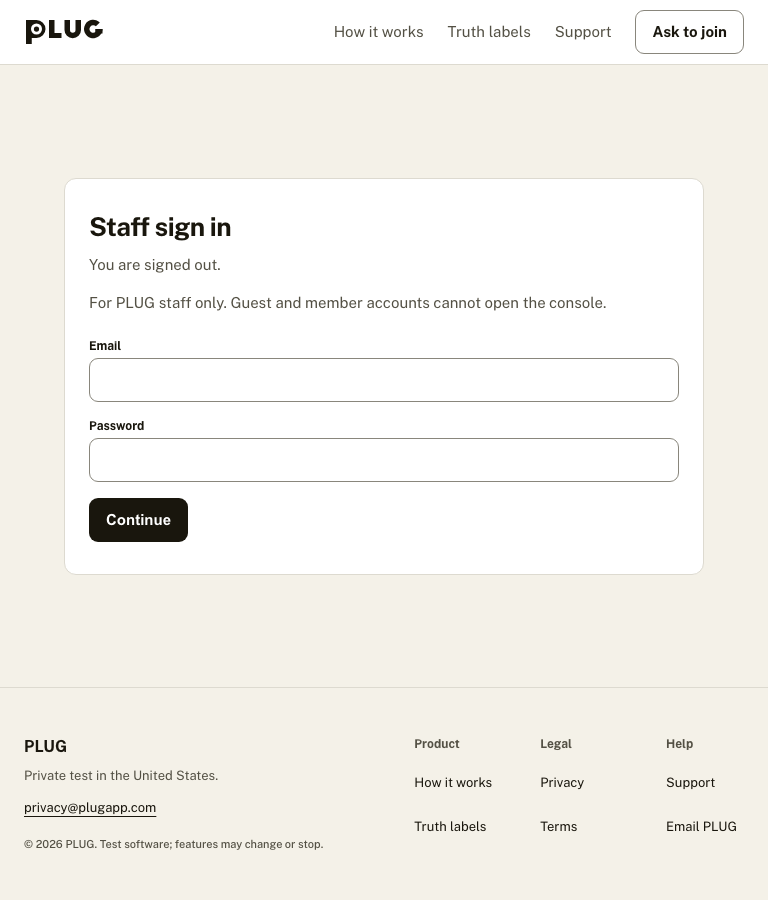 PLUG
How it works
Truth labels
Support
Ask to join
Staff sign in
You are signed out.
For PLUG staff only. Guest and member accounts cannot open the console.
Email
Password
Continue
PLUG
Private test in the United States.
privacy@plugapp.com
© 2026 PLUG. Test software; features may change or stop.
Product
How it works
Truth labels
Legal
Privacy
Terms
Help
Support
Email PLUG